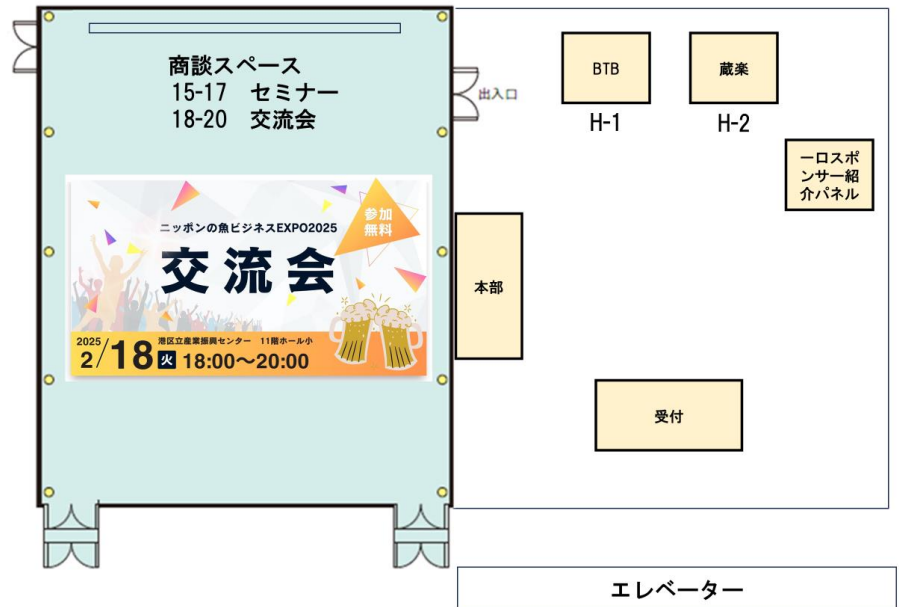 商談スペース
15-17　セミナー
18-20　交流会
ニッポンの魚ビジネスEXPO2025
参加
無料
交流会
2025
2/18 火 18:00〜20:00
港区立産業振興センター　11階ホール小
出入口
BTB
H-1
蔵楽
H-2
一口スポ
ンサー紹
介パネル
本部
受付
エレベーター